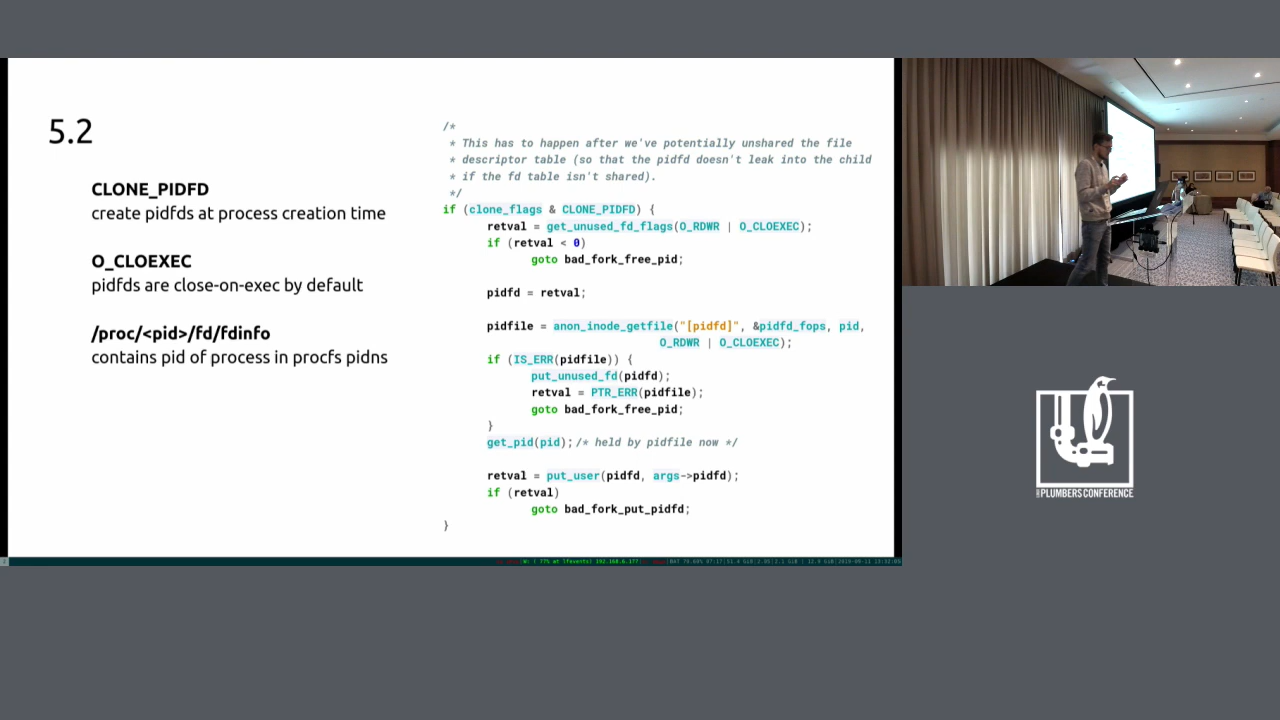 5.2
CLONE_PIDFD
create pidfds at process creation time
O_CLOEXEC
pidfds are close-on-exec by default
/proc/<pid>/fd/fdinfo
contains pid of process in procfs pidns
/*
* This has to happen after we've potentially unshared the file
* descriptor table (so that the pidfd doesn't leak into the child
* if the fd table isn't shared).
*/
if (clone_flags & CLONE_PIDFD) {
retval = get_unused_fd_flags(O_RDWR | O_CLOEXEC);
if (retval < 0)
goto bad_fork_free_pid;
pidfd = retval;
pidfile = anon_inode_getfile("[pidfd]", &pidfd_fops, pid,
O_RDWR | O_CLOEXEC);
if (IS_ERR(pidfile)) {
put_unused_fd(pidfd);
retval = PTR_ERR(pidfile);
goto bad_fork_free_pid;
}
get_pid(pid); /* held by pidfile now */
retval = put_user(pidfd, args->pidfd);
if (retval)
goto bad_fork_put_pidfd;
}
PLUMBERS CONFERENCE